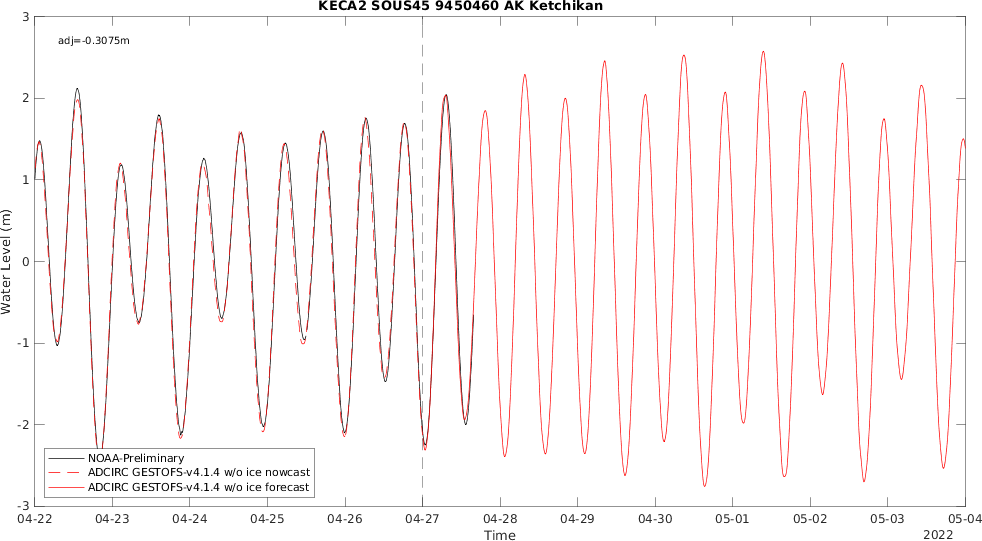 KECA2 SOUS45 9450460 AK Ketchikan
adj=-0.3075m
3
2
1
0
-1
-2
-3
Water Level (m)
NOAA-Preliminary
ADCIRC GESTOFS-v4.1.4 w/o ice nowcast
ADCIRC GESTOFS-v4.1.4 w/o ice forecast
04-22 04-23 04-24 04-25 04-26 04-27 04-28 04-29 04-30 05-01 05-02 05-03 05-04
Time
2022